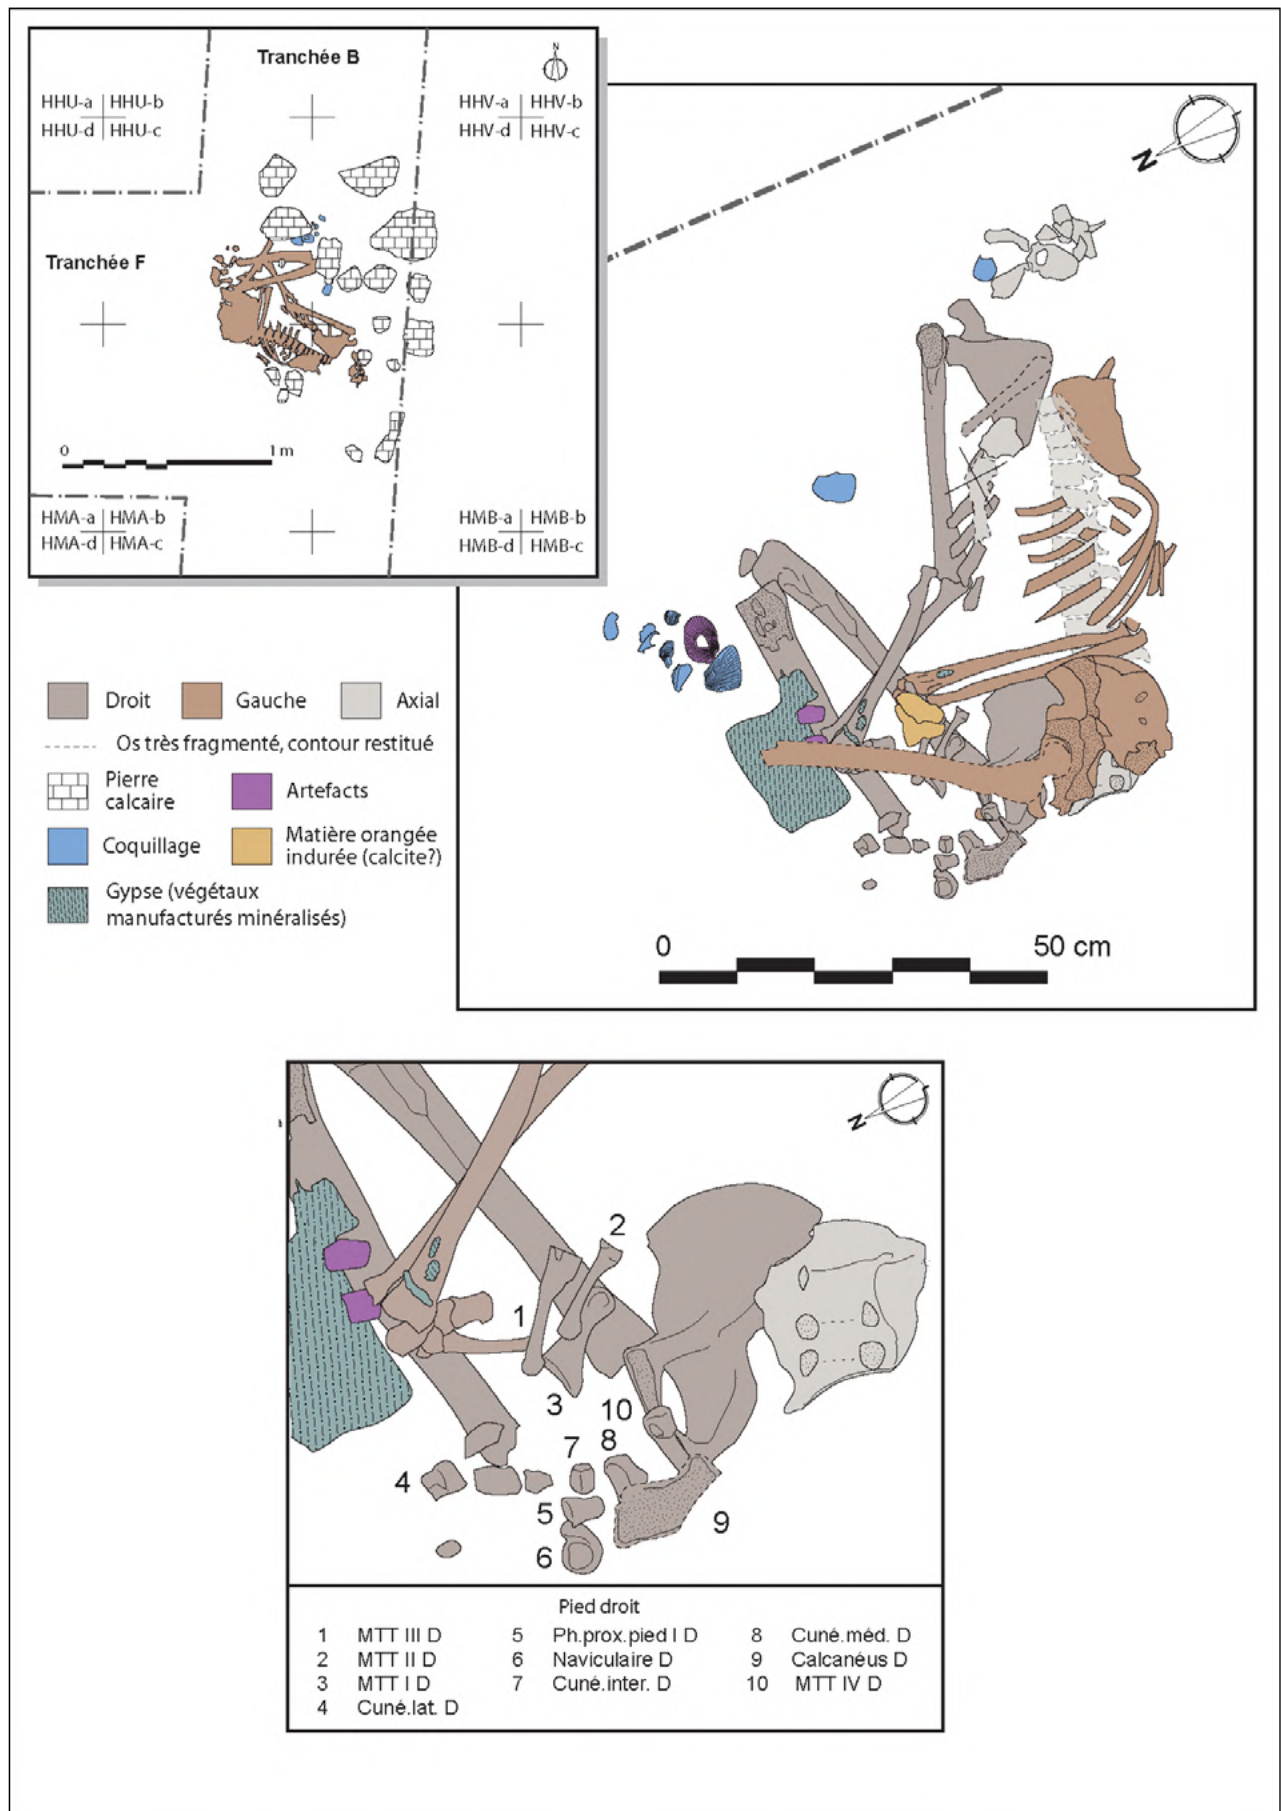 Tranchée B
N
HHU-a HHU-b
HHU-d HHU-c
HHV-a HHV-b
HHV-d HHV-c
Tranchée F
0 1 m
HMA-a HMA-b
HMA-d HMA-c
HMB-a HMB-b
HMB-d HMB-c
N
Droit Gauche Axial
Os très fragmenté, contour restitué
Pierre
calcaire
Artefacts
Coquillage
Matière orangée
indurée (calcite?)
Gypse (végétaux
manufacturés minéralisés)
0 50 cm
N
2
1
3
10
7
8
4
5
9
6
Pied droit
1 MTT III D 5 Ph.prox.pied I D 8 Cuné.méd. D
2 MTT II D 6 Naviculaire D 9 Calcanéus D
3 MTT I D 7 Cuné.inter. D 10 MTT IV D
4 Cuné.lat. D